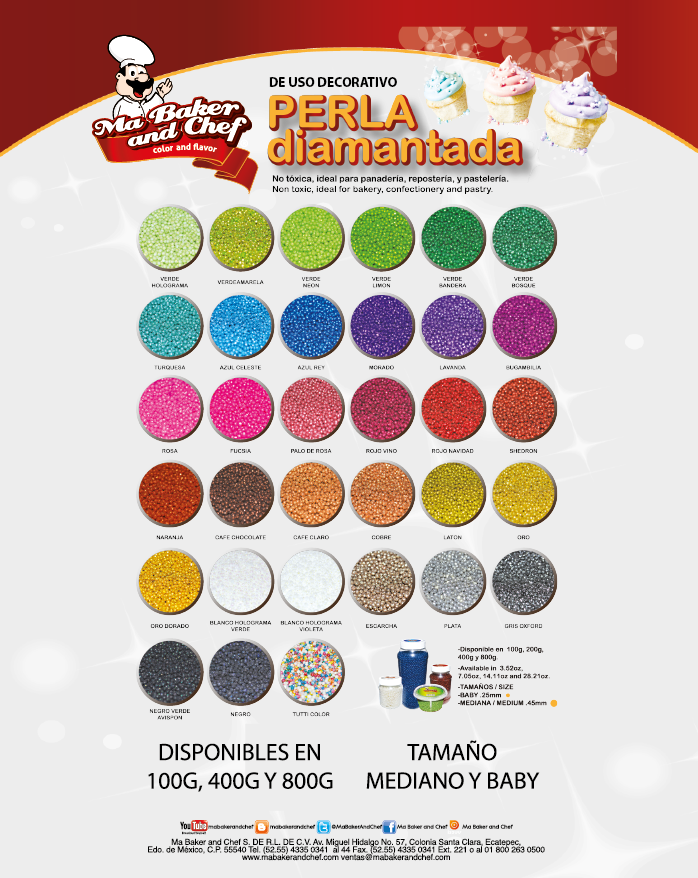 Ma Baker
and Chef
color and flavor
DE USO DECORATIVO
PERLA
diamantada
No tóxica, ideal para panadería, repostería, y pastelería.
Non toxic, ideal for bakery, confectionery and pastry.
VERDE HOLOGRAMA
VERDEAMARELA
VERDE NEON
VERDE LIMON
VERDE BANDERA
VERDE BOSQUE
TURQUESA
AZUL CELESTE
AZUL REY
MORADO
LAVANDA
BUGAMBILIA
ROSA
FUCSIA
PALO DE ROSA
ROJO VINO
ROJO NAVIDAD
SHEDRON
NARANJA
CAFE CHOCOLATE
CAFE CLARO
COBRE
LATON
ORO
ORO DORADO
BLANCO HOLOGRAMA VERDE
BLANCO HOLOGRAMA VIOLETA
ESCARCHA
PLATA
GRIS OXFORD
NEGRO VERDE AVISPON
NEGRO
TUTTI COLOR
-Disponible en 100g, 200g,
400g y 800g.
-Available in 3.52oz,
7.05oz, 14.11oz and 28.21oz.
-TAMAÑOS / SIZE
-BABY .25mm
-MEDIANA / MEDIUM .45mm
DISPONIBLES EN
100G, 400G Y 800G
TAMAÑO
MEDIANO Y BABY
YouTube mabakerandchef mabakerandchef @MaBakerAndChef Ma Baker and Chef Ma Baker and Chef
Ma Baker and Chef S, DE R.L. DE C.V. Av. Miguel Hidalgo No. 57, Colonia Santa Clara, Ecatepec,
Edo. de México, C.P. 55540 Tel. (52.55) 4335 0341 al 44 Fax. (52.55) 4335 0341 Ext. 221 o al 01 800 263 0500
www.mabakerandchef.com ventas@mabakerandchef.com